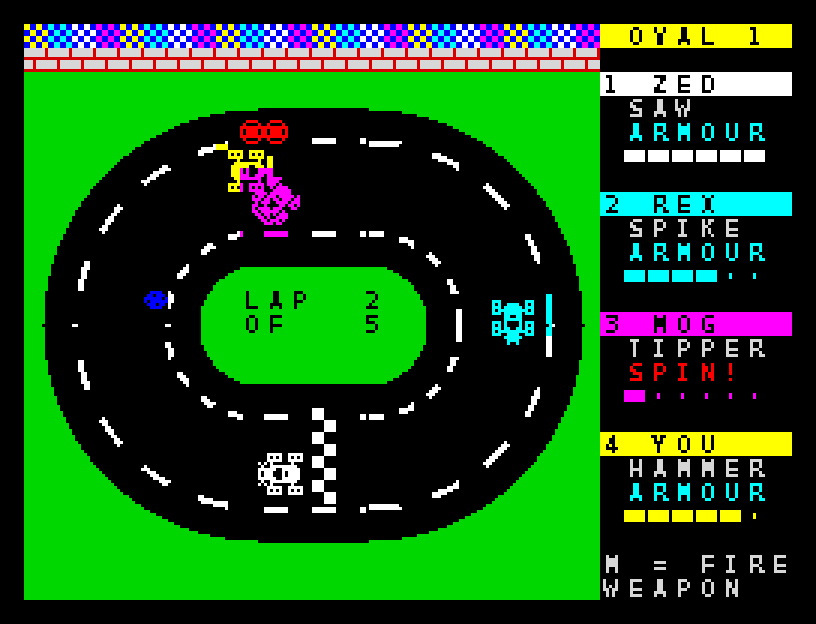 OVAL 1
1 ZED
SAW
ARMOUR
2 REX
SPIKE
ARMOUR
LAP 2
OF 5
3 MOG
TIPPER
SPIN!
4 YOU
HAMMER
ARMOUR
M = FIRE
WEAPON